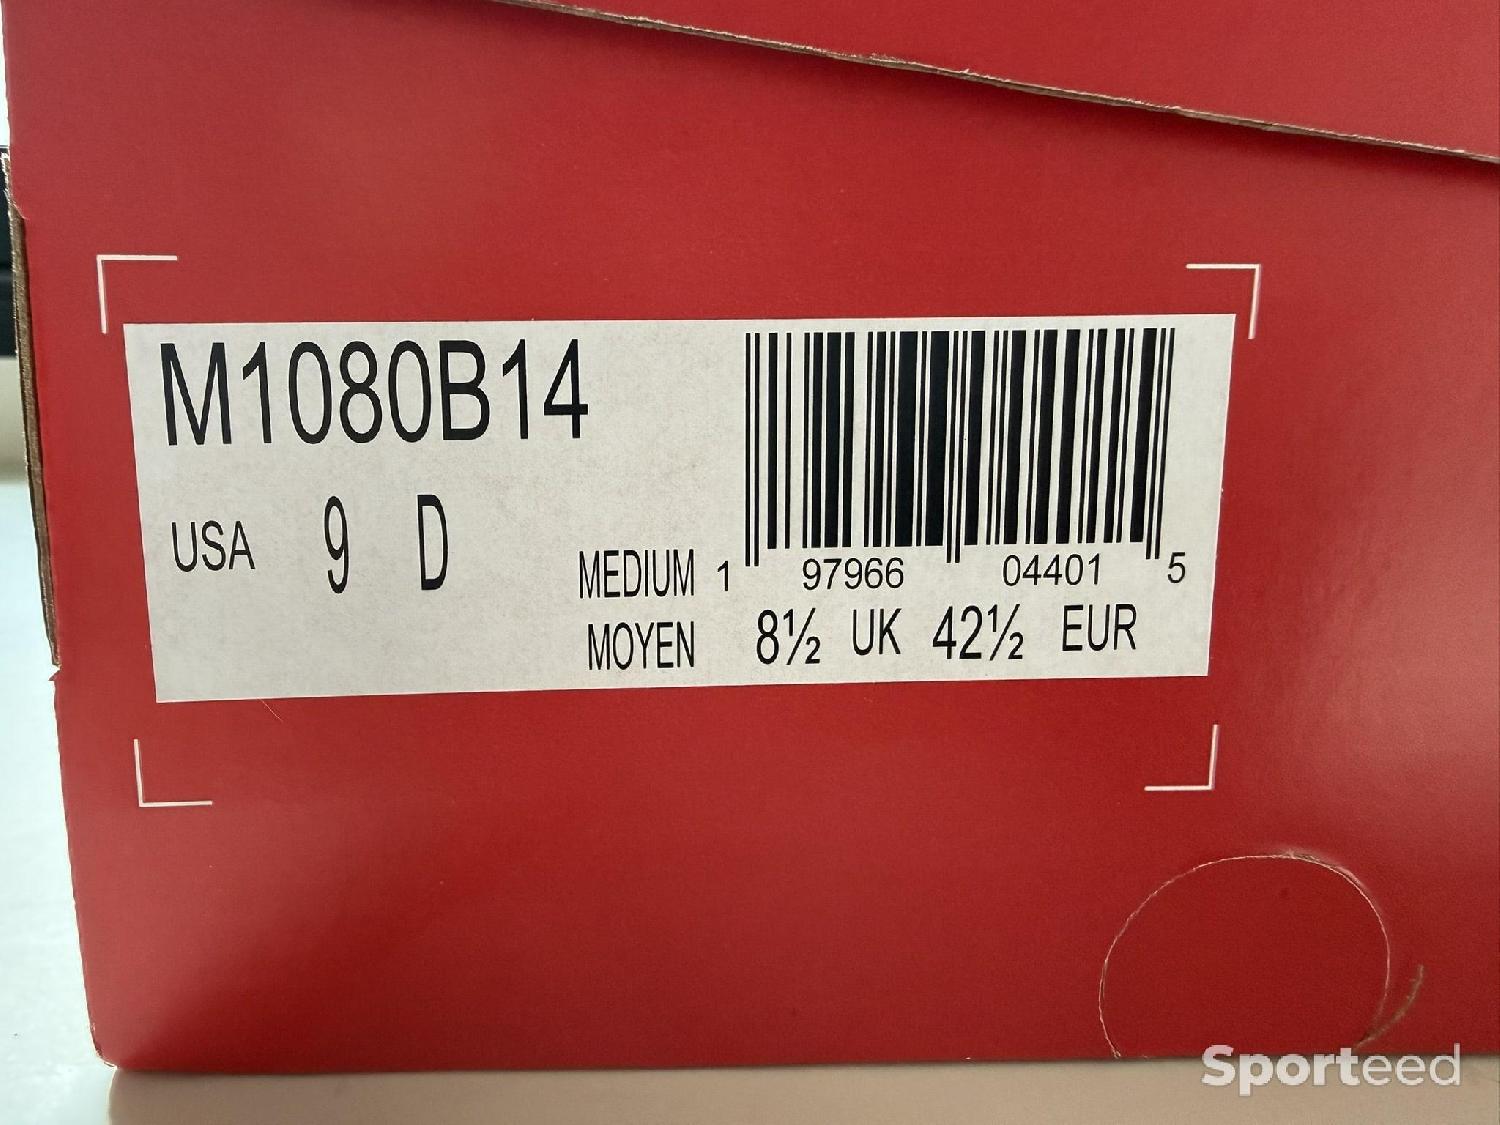 M1080B14
USA 9 D
MEDIUM
MOYEN
1 97966 04401 5
8½ UK 42½ EUR
Sporteed